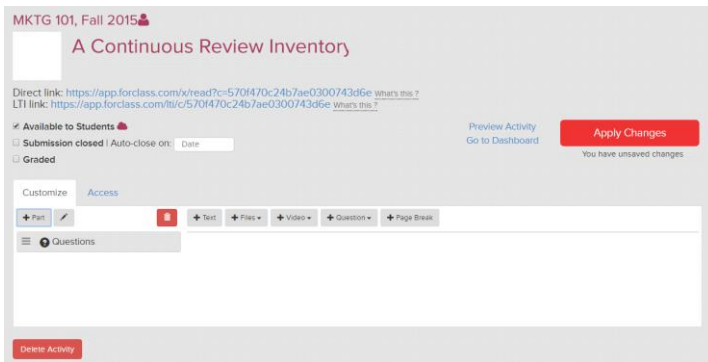 MKTG 101, Fall 2015
A Continuous Review Inventory
Direct link: https://app.forclass.com/x/read?c=570f470c24b7ae0300743d6e What's this ?
LTI link: https://app.forclass.com/lti/c/570f470c24b7ae0300743d6e What's this ?
Available to Students
Submission closed | Auto-close on: Date
Graded
Preview Activity
Go to Dashboard
Apply Changes
You have unsaved changes
Customize Access
+ Part + Text + Files + Video + Question + Page Break
? Questions
Delete Activity